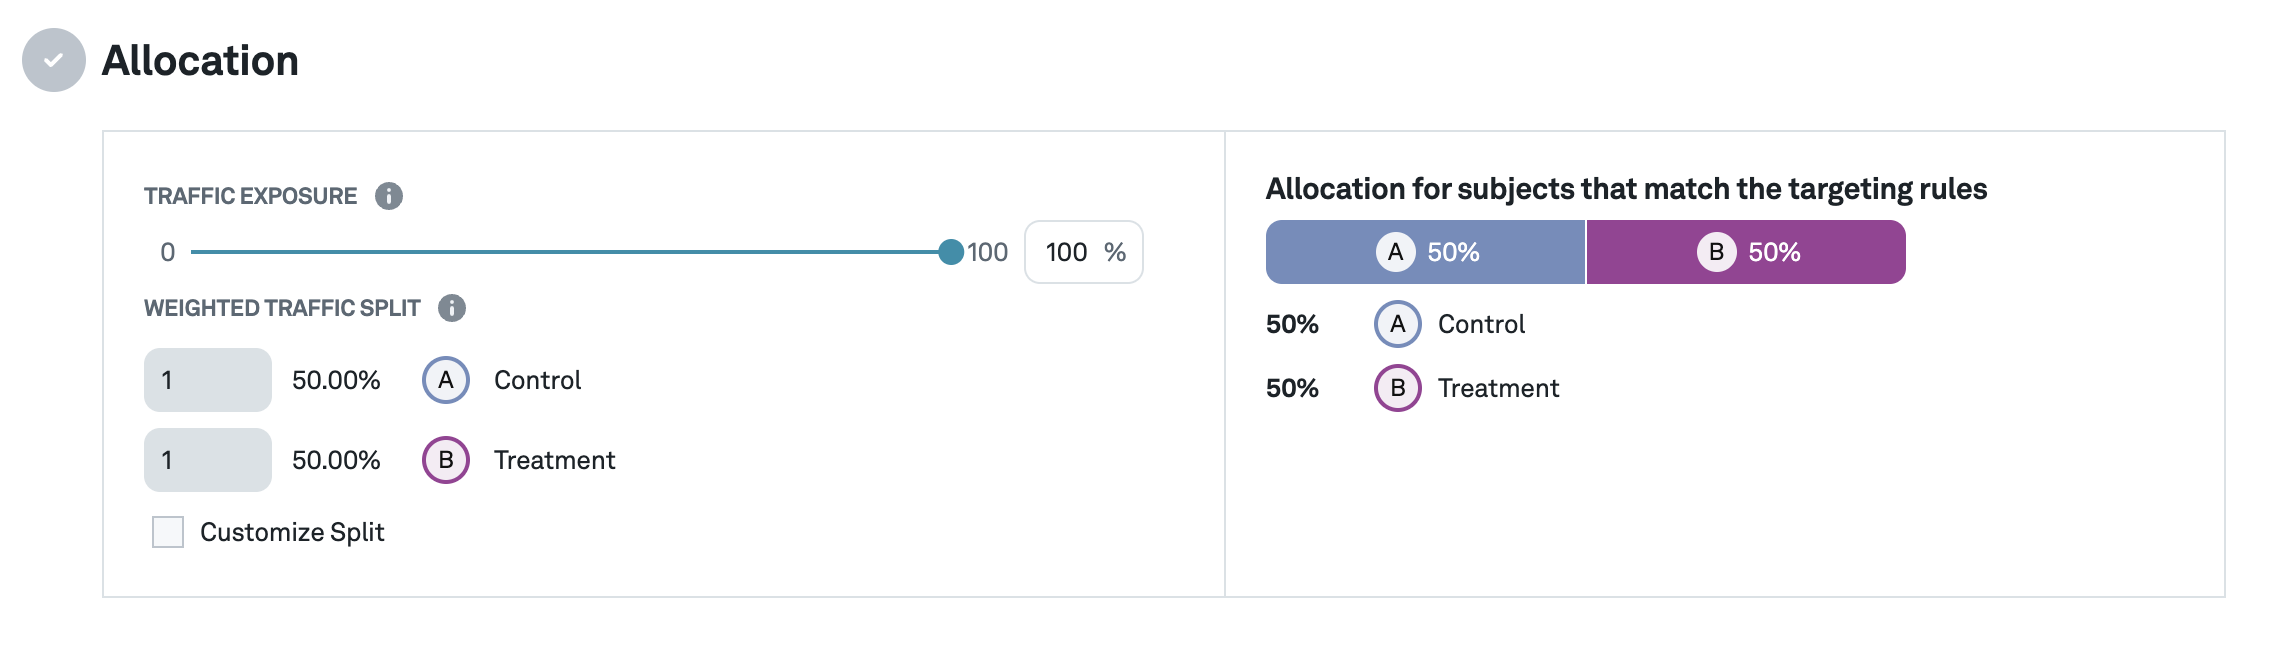 Allocation
TRAFFIC EXPOSURE
0 100 100 %
WEIGHTED TRAFFIC SPLIT
1 50.00% A Control
1 50.00% B Treatment
Customize Split
Allocation for subjects that match the targeting rules
A 50% B 50%
50% A Control
50% B Treatment